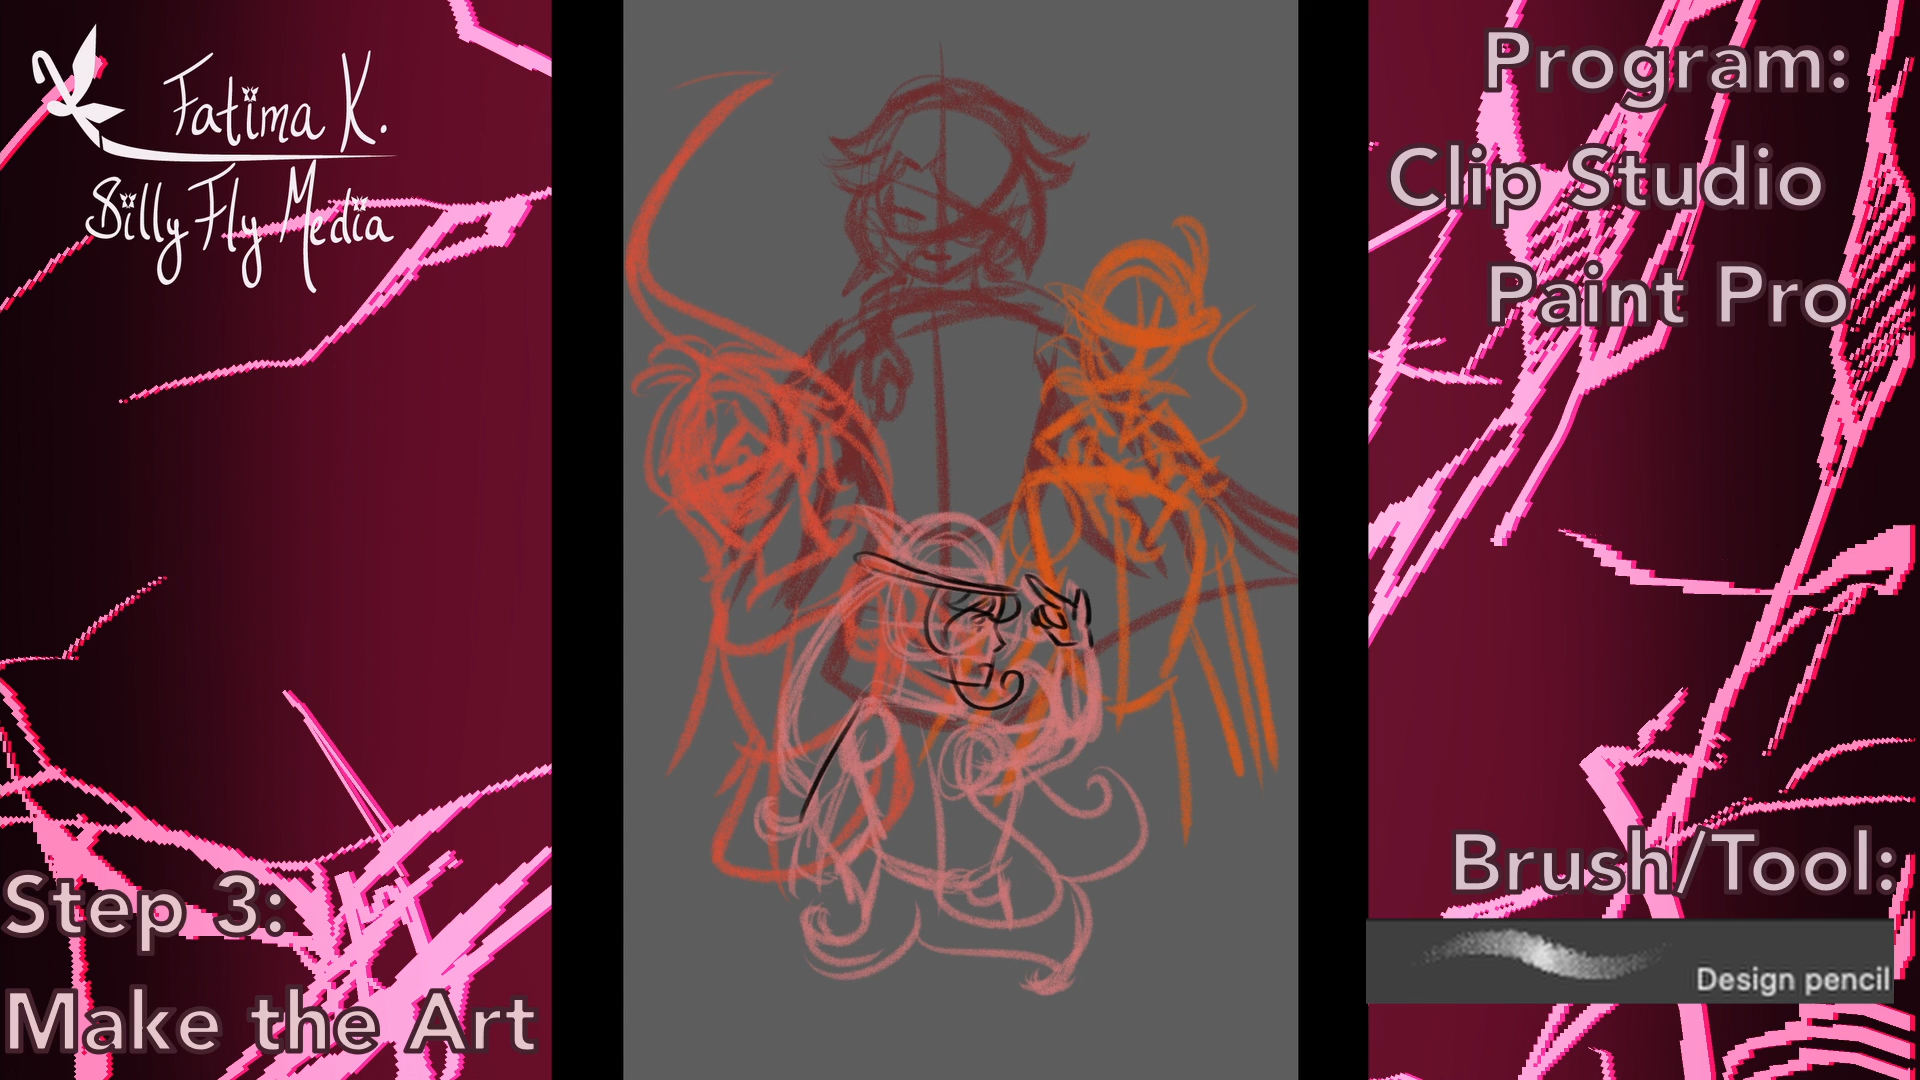 Fatima K.
Silly Fly Media
Program:
Clip Studio
Paint Pro
Step 3:
Make the Art
Brush/Tool:
Design pencil